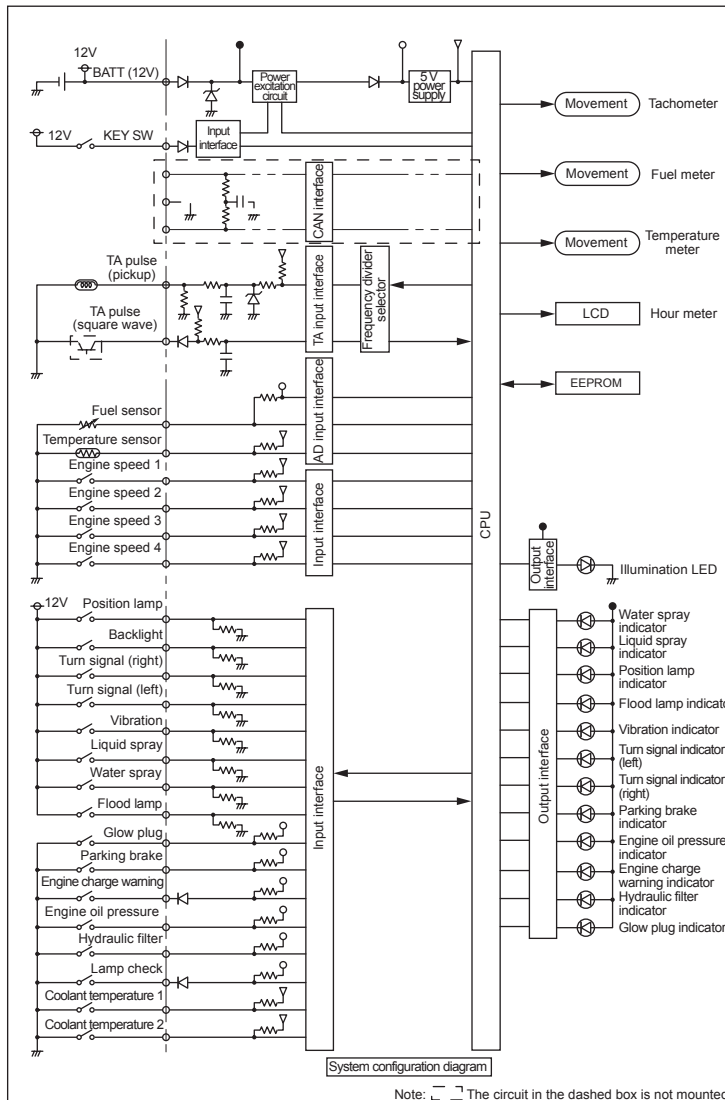 12V
BATT (12V)
Power
excitation
circuit
5 V
power
supply
12V
KEY SW
Input
interface
CAN interface
TA pulse
(pickup)
TA pulse
(square wave)
TA input interface
Frequency divider
selector
Fuel sensor
Temperature sensor
AD input interface
Engine speed 1
Engine speed 2
Engine speed 3
Engine speed 4
Input interface
12V
Position lamp
Backlight
Turn signal (right)
Turn signal (left)
Vibration
Liquid spray
Water spray
Flood lamp
Glow plug
Parking brake
Engine charge warning
Engine oil pressure
Hydraulic filter
Lamp check
Coolant temperature 1
Coolant temperature 2
Input interface
CPU
Movement
Tachometer
Movement
Fuel meter
Movement
Temperature
meter
LCD
Hour meter
EEPROM
Output
interface
Illumination LED
Output interface
Water spray
indicator
Liquid spray
indicator
Position lamp
indicator
Flood lamp indicato
Vibration indicator
Turn signal indicator
(left)
Turn signal indicator
(right)
Parking brake
indicator
Engine oil pressure
indicator
Engine charge
warning indicator
Hydraulic filter
indicator
Glow plug indicator
System configuration diagram
Note: The circuit in the dashed box is not mounted